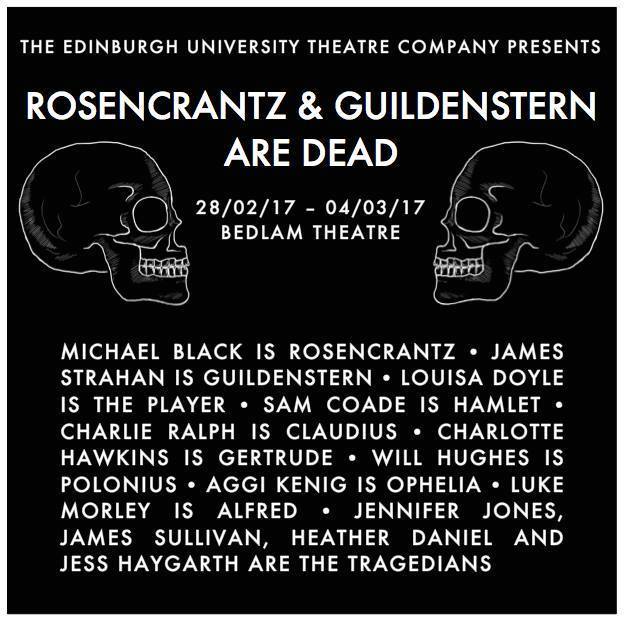 THE EDINBURGH UNIVERSITY THEATRE COMPANY PRESENTS
ROSENCRANTZ & GUILDENSTERN
ARE DEAD
28/02/17 – 04/03/17
BEDLAM THEATRE
MICHAEL BLACK IS ROSENCRANTZ • JAMES
STRAHAN IS GUILDENSTERN • LOUISA DOYLE
IS THE PLAYER • SAM COADE IS HAMLET •
CHARLIE RALPH IS CLAUDIUS • CHARLOTTE
HAWKINS IS GERTRUDE • WILL HUGHES IS
POLONIUS • AGGI KENIG IS OPHELIA • LUKE
MORLEY IS ALFRED • JENNIFER JONES,
JAMES SULLIVAN, HEATHER DANIEL AND
JESS HAYGARTH ARE THE TRAGEDIANS